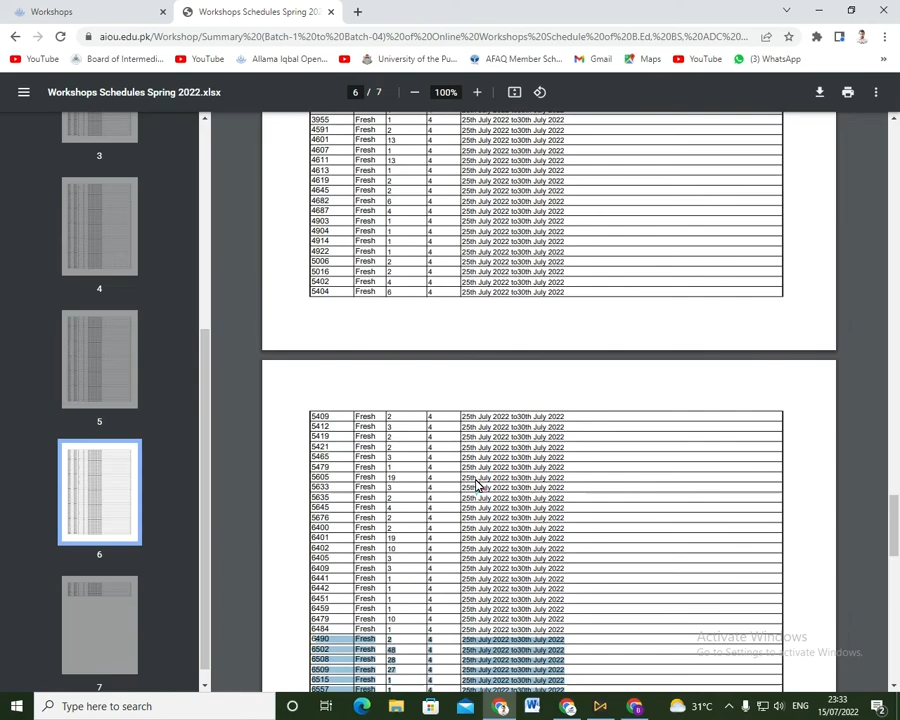 Workshops
Workshops Schedules Spring 202
aiou.edu.pk/Workshop/Summary%20(Batch-1%20to%20Batch-04)%20of%20Online%20Workshops%20Schedule%20of%20B.Ed,%20BS,%20ADC%20...
YouTube
Board of Intermedi...
YouTube
Allama Iqbal Open...
University of the Pu...
AFAQ Member Sch...
Gmail
Maps
YouTube
(3) WhatsApp
»
Workshops Schedules Spring 2022.xlsx
6 / 7
100%
3
4
5
6
7
3955 Fresh 1 4 25th July 2022 to30th July 2022
4591 Fresh 2 4 25th July 2022 to30th July 2022
4601 Fresh 13 4 25th July 2022 to30th July 2022
4607 Fresh 1 4 25th July 2022 to30th July 2022
4611 Fresh 13 4 25th July 2022 to30th July 2022
4613 Fresh 1 4 25th July 2022 to30th July 2022
4619 Fresh 2 4 25th July 2022 to30th July 2022
4645 Fresh 2 4 25th July 2022 to30th July 2022
4682 Fresh 6 4 25th July 2022 to30th July 2022
4687 Fresh 4 4 25th July 2022 to30th July 2022
4903 Fresh 1 4 25th July 2022 to30th July 2022
4904 Fresh 1 4 25th July 2022 to30th July 2022
4914 Fresh 1 4 25th July 2022 to30th July 2022
4922 Fresh 1 4 25th July 2022 to30th July 2022
5006 Fresh 2 4 25th July 2022 to30th July 2022
5016 Fresh 2 4 25th July 2022 to30th July 2022
5402 Fresh 4 4 25th July 2022 to30th July 2022
5404 Fresh 6 4 25th July 2022 to30th July 2022
5409 Fresh 2 4 25th July 2022 to30th July 2022
5412 Fresh 3 4 25th July 2022 to30th July 2022
5419 Fresh 2 4 25th July 2022 to30th July 2022
5421 Fresh 2 4 25th July 2022 to30th July 2022
5465 Fresh 3 4 25th July 2022 to30th July 2022
5479 Fresh 1 4 25th July 2022 to30th July 2022
5605 Fresh 19 4 25th July 2022 to30th July 2022
5633 Fresh 3 4 25th July 2022 to30th July 2022
5635 Fresh 2 4 25th July 2022 to30th July 2022
5645 Fresh 4 4 25th July 2022 to30th July 2022
5676 Fresh 2 4 25th July 2022 to30th July 2022
6400 Fresh 2 4 25th July 2022 to30th July 2022
6401 Fresh 19 4 25th July 2022 to30th July 2022
6402 Fresh 10 4 25th July 2022 to30th July 2022
6405 Fresh 3 4 25th July 2022 to30th July 2022
6409 Fresh 3 4 25th July 2022 to30th July 2022
6441 Fresh 1 4 25th July 2022 to30th July 2022
6442 Fresh 1 4 25th July 2022 to30th July 2022
6451 Fresh 1 4 25th July 2022 to30th July 2022
6459 Fresh 1 4 25th July 2022 to30th July 2022
6479 Fresh 10 4 25th July 2022 to30th July 2022
6484 Fresh 1 4 25th July 2022 to30th July 2022
6490 Fresh 2 4 25th July 2022 to30th July 2022
6502 Fresh 48 4 25th July 2022 to30th July 2022
6508 Fresh 28 4 25th July 2022 to30th July 2022
6509 Fresh 27 4 25th July 2022 to30th July 2022
6515 Fresh 1 4 25th July 2022 to30th July 2022
6557 Fresh 1 4 25th July 2022 to30th July 2022
Activate Windows
Go to Settings to Activate Windows.
Type here to search
31°C
ENG
23:33
15/07/2022
2